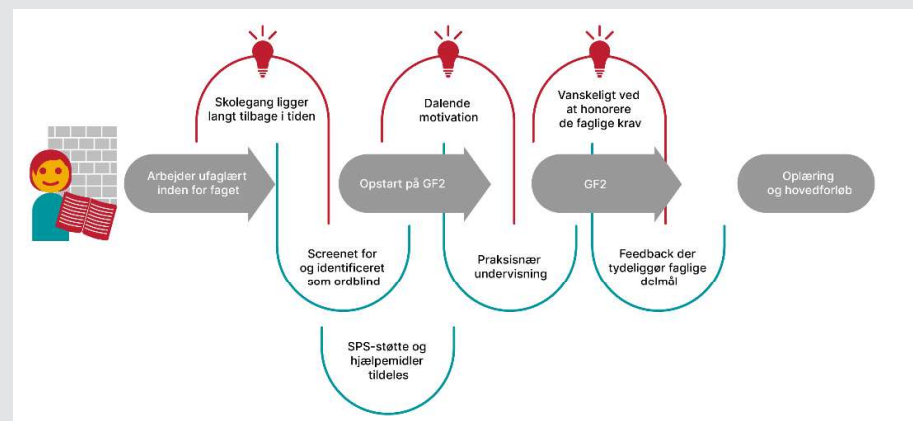 Skolegang ligger
langt tilbage i tiden
Dalende
motivation
Vanskeligt ved
at honorere
de faglige krav
Arbejder ufaglært
inden for faget
Opstart på GF2
GF2
Oplæring
og hovedforløb
Screenet for
og identificeret
som ordblind
Praksisnær
undervisning
Feedback der
tydeliggør faglige
delmål
SPS-støtte og
hjælpemidler
tildeles